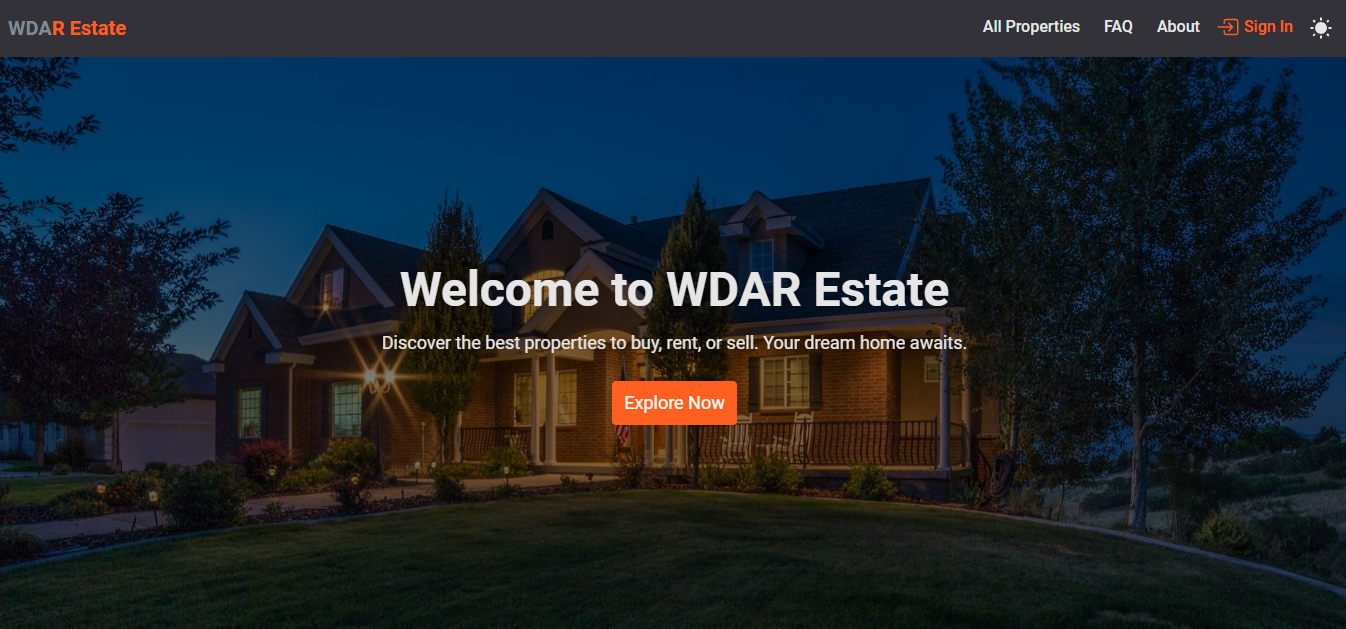 WDAR Estate
All Properties FAQ About Sign In
Welcome to WDAR Estate
Discover the best properties to buy, rent, or sell. Your dream home awaits.
Explore Now